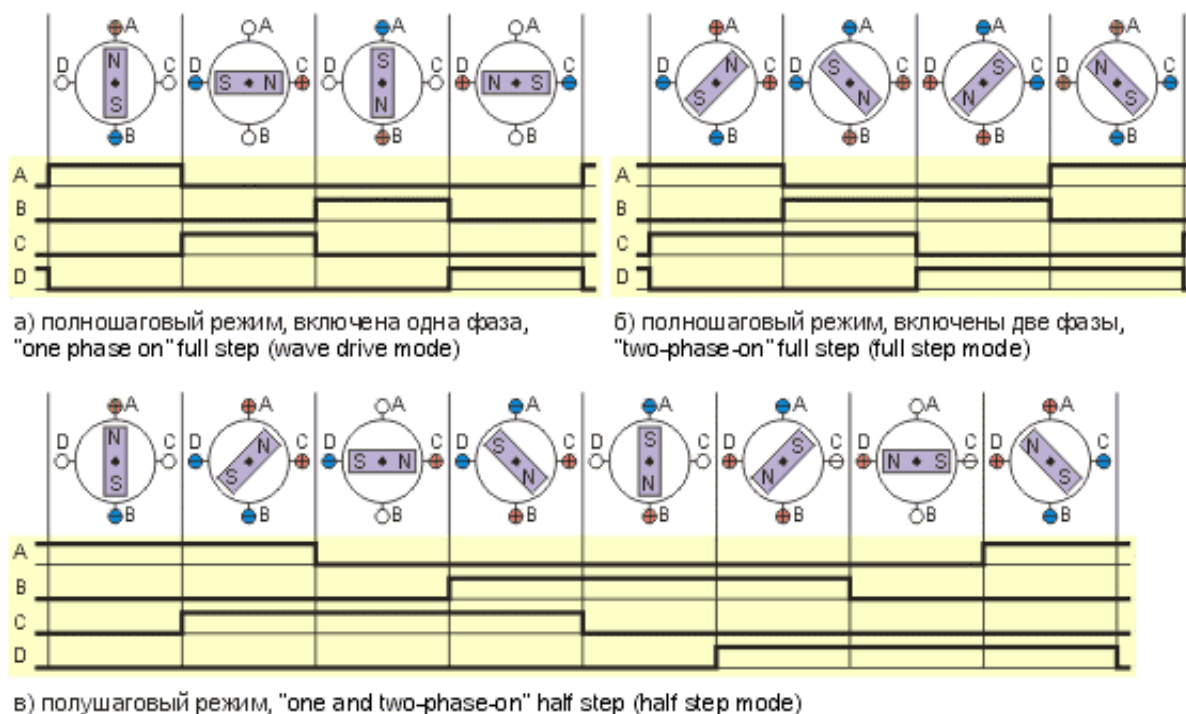 A A A A A A A A
D N C D C D S C D C D C D C D C D C
S S N N N S S N S N N S
B B B B B B B B
A
B
C
D
A
B
C
D
а) полношаговый режим, включена одна фаза,
"one phase on" full step (wave drive mode)
б) полношаговый режим, включены две фазы,
"two-phase-on" full step (full step mode)
A A A A A A A A
D N C D N C D C D S C D S C D S C D C D N C
S S S N N N N N S S
B B B B B B B B
A
B
C
D
в) полушаговый режим, "one and two-phase-on" half step (half step mode)